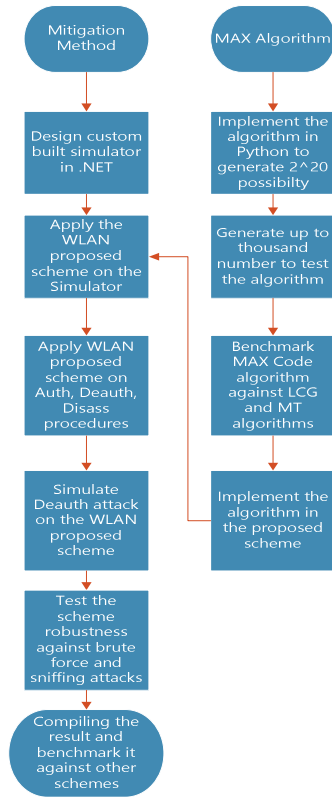 Mitigation
Method
Design custom
built simulator
in .NET
Apply the
WLAN
proposed
scheme on the
Simulator
Apply WLAN
proposed
scheme on
Auth, Deauth,
Disass
procedures
Simulate
Deauth attack
on the WLAN
proposed
scheme
Test the
scheme
robustness
against brute
force and
sniffing attacks
Compiling the
result and
benchmark it
against other
schemes
MAX Algorithm
Implement the
algorithm in
Python to
generate 2^20
possibilty
Generate up to
thousand
number to test
the algorithm
Benchmark
MAX Code
algorithm
against LCG
and MT
algorithms
Implement the
algorithm in
the proposed
scheme